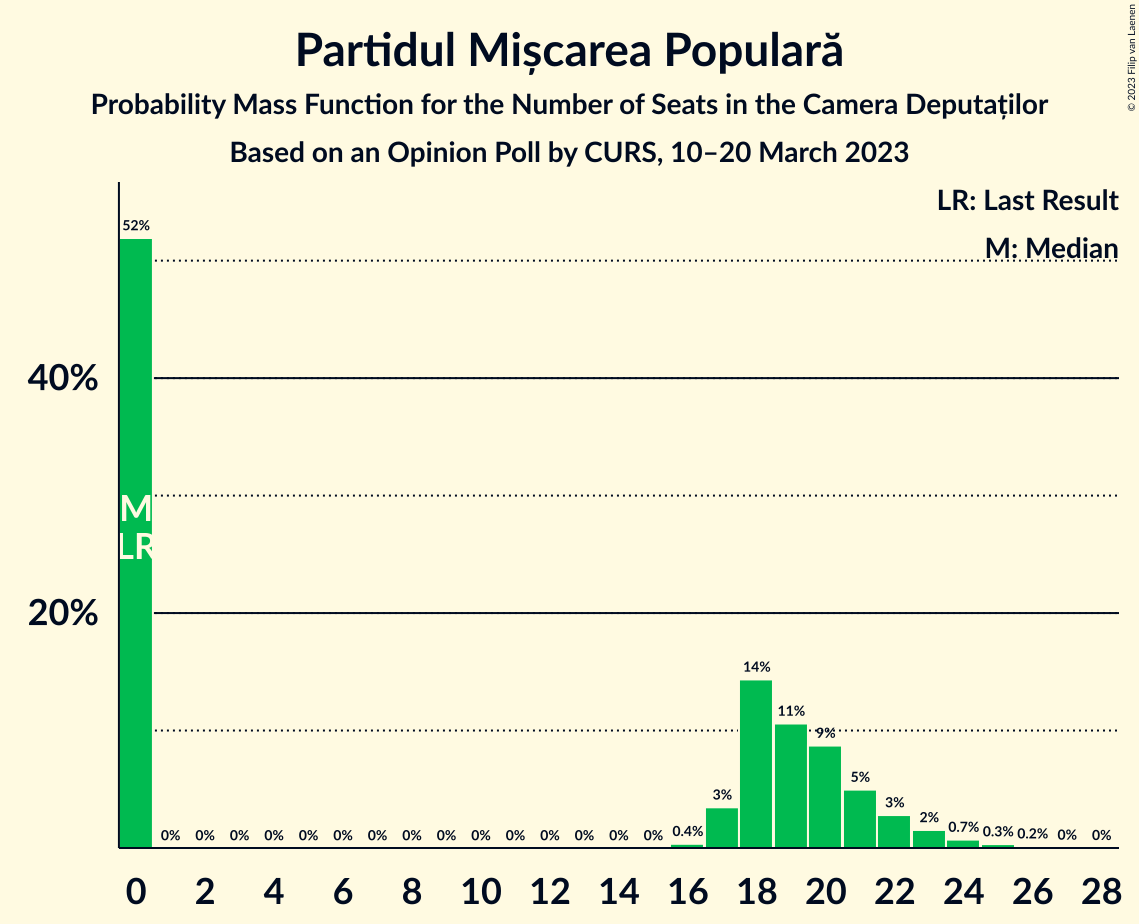 Partidul Mișcarea Populară
Probability Mass Function for the Number of Seats in the Camera Deputaților
Based on an Opinion Poll by CURS, 10–20 March 2023
© 2023 Filip van Laenen
LR: Last Result
M: Median
52%
40%
M
LR
20%
14%
11%
9%
5%
3%
3%
2%
0% 0% 0% 0% 0% 0% 0% 0% 0% 0% 0% 0% 0% 0% 0% 0.4% 0.7% 0.3% 0.2% 0% 0%
0 2 4 6 8 10 12 14 16 18 20 22 24 26 28